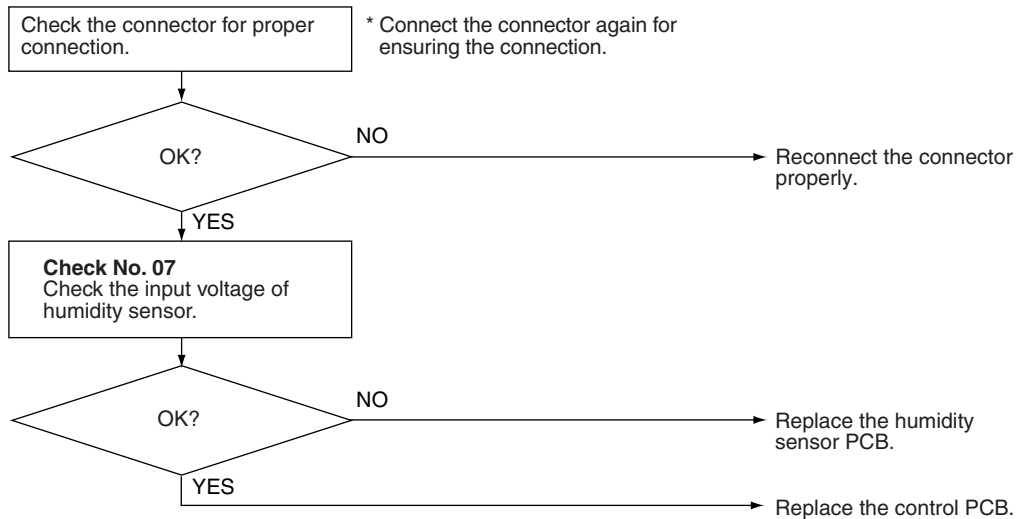 Check the connector for proper
connection.
* Connect the connector again for
ensuring the connection.
OK?
NO
Reconnect the connector
properly.
YES
Check No. 07
Check the input voltage of
humidity sensor.
OK?
NO
Replace the humidity
sensor PCB.
YES
Replace the control PCB.